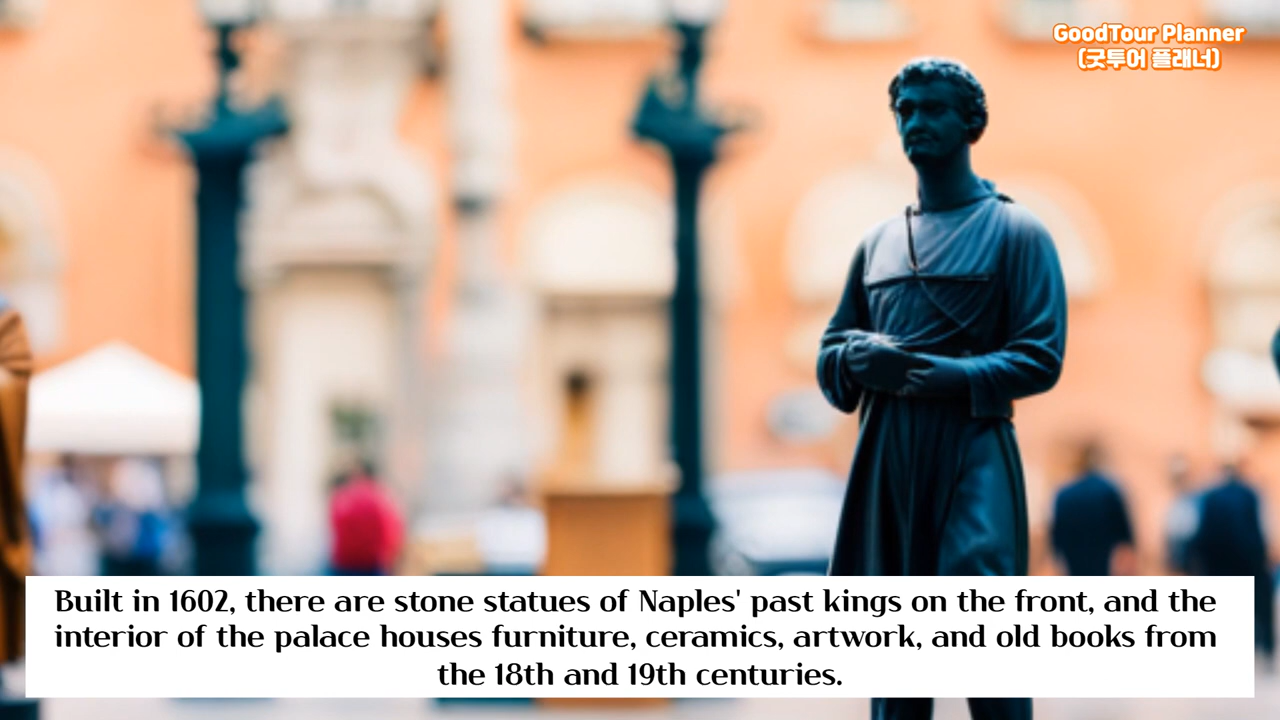 GoodTour Planner
(굿투어 플래너)
Built in 1602, there are stone statues of Naples' past kings on the front, and the
interior of the palace houses furniture, ceramics, artwork, and old books from
the 18th and 19th centuries.